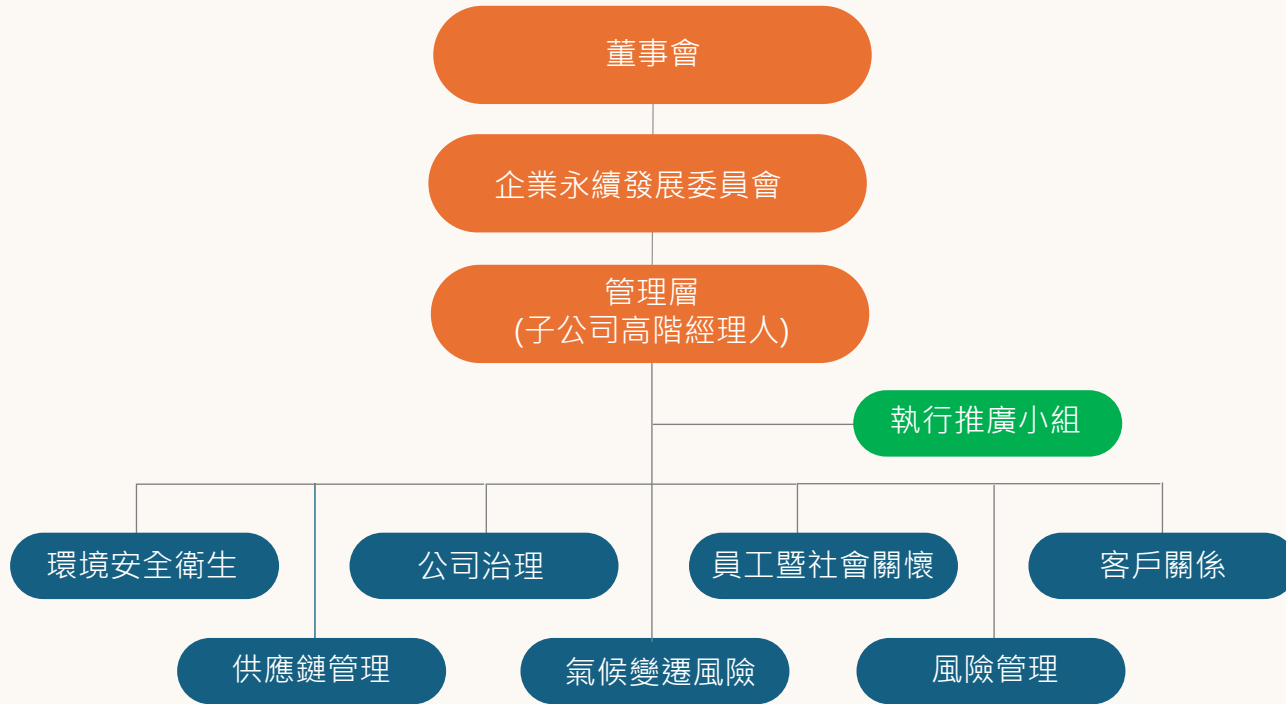 董事會
企業永續發展委員會
管理層
(子公司高階經理人)
執行推廣小組
環境安全衛生
公司治理
員工暨社會關懷
客戶關係
供應鏈管理
氣候變遷風險
風險管理